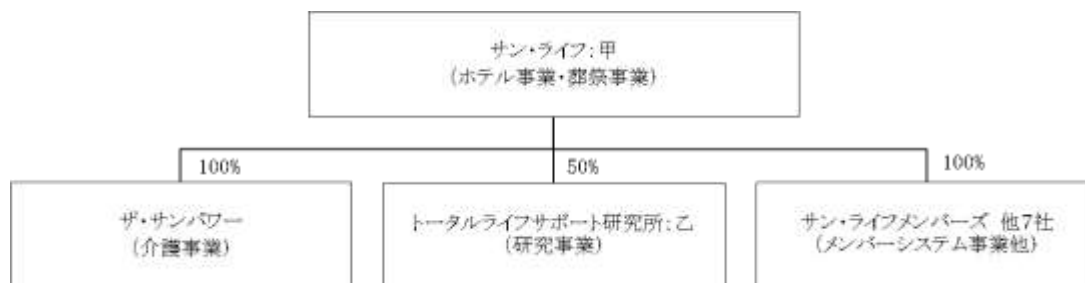 サン・ライフ:甲
(ホテル事業・葬祭事業)
100%
50%
100%
ザ・サンパワー
(介護事業)
トータルライフサポート研究所:乙
(研究事業)
サン・ライフメンバーズ 他7社
(メンバーシステム事業他)